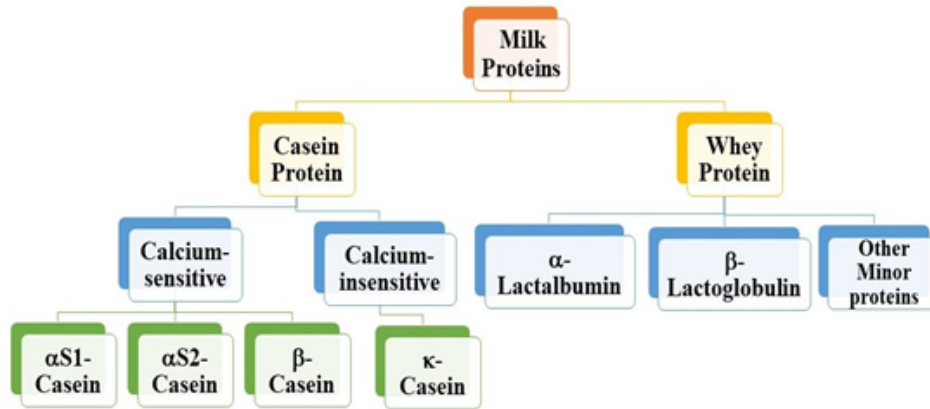 Milk
Proteins
Casein
Protein
Whey
Protein
Calcium-
sensitive
Calcium-
insensitive
α-
Lactalbumin
β-
Lactoglobulin
Other
Minor
proteins
αS1-
Casein
αS2-
Casein
β-
Casein
κ-
Casein